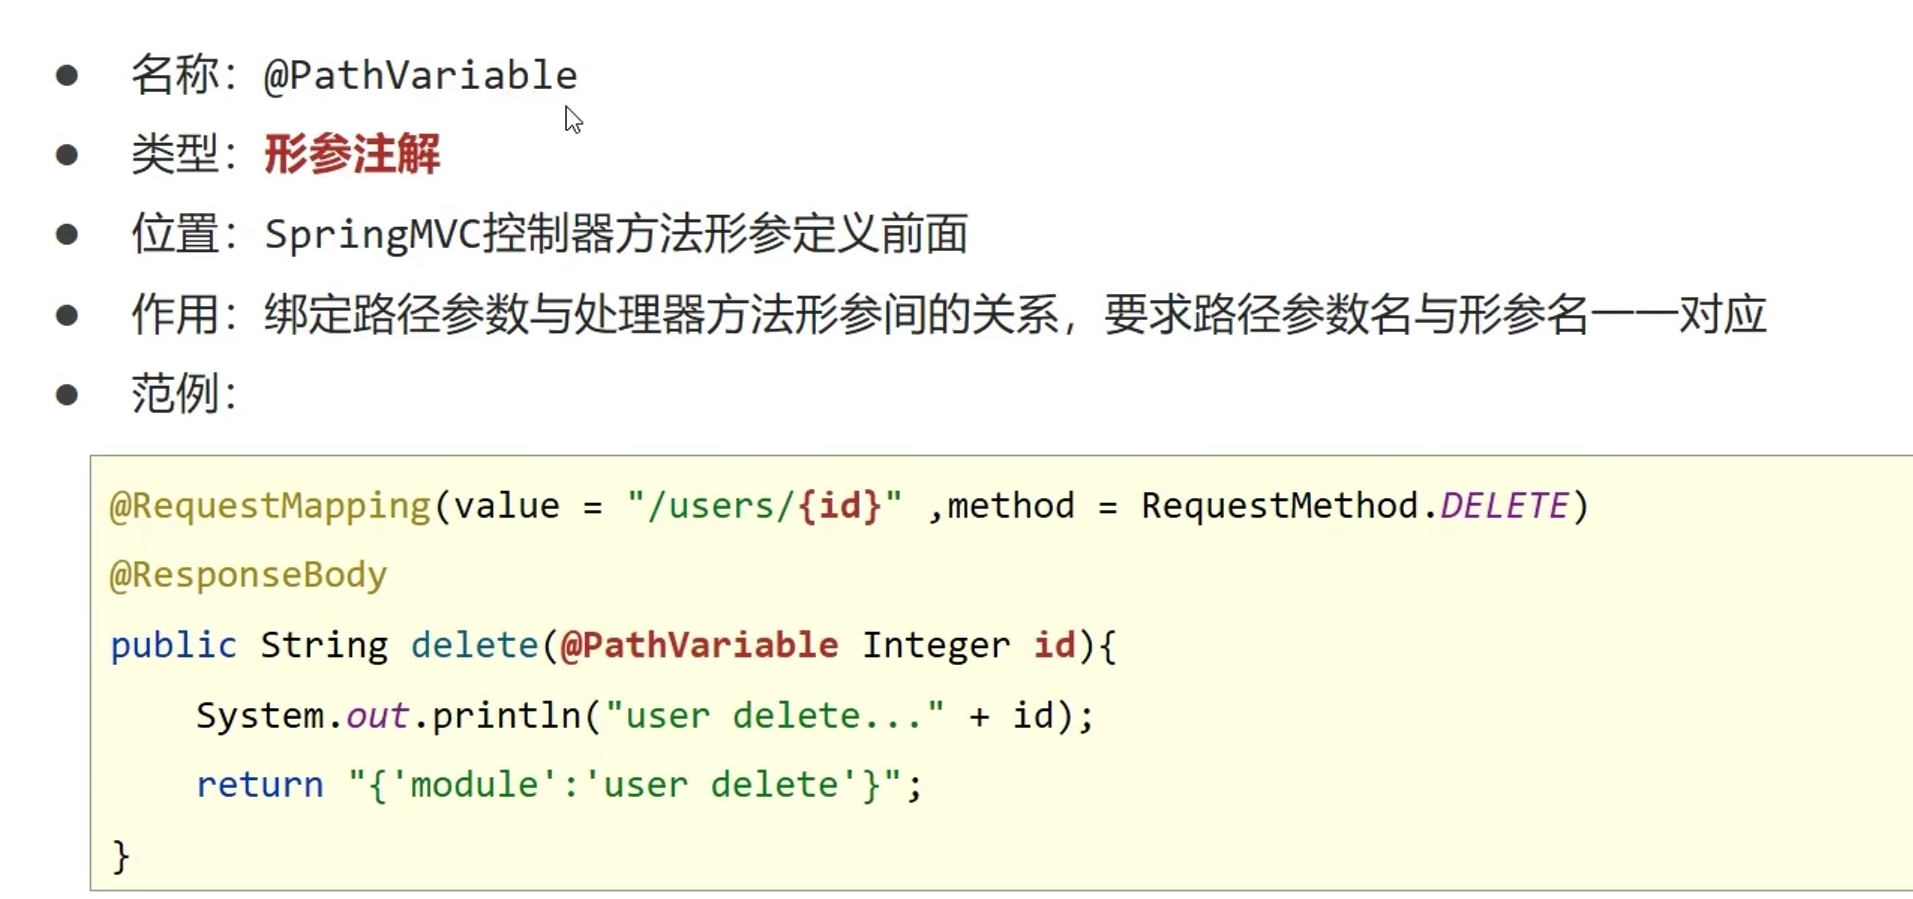 ● 名称：@PathVariable
● 类型：形参注解
● 位置：SpringMVC控制器方法形参定义前面
● 作用：绑定路径参数与处理器方法形参间的关系，要求路径参数名与形参名一一对应
● 范例：
@RequestMapping(value = "/users/{id}" ,method = RequestMethod.DELETE)
@ResponseBody
public String delete(@PathVariable Integer id){
    System.out.println("user delete..." + id);
    return "{'module':'user delete'}";
}